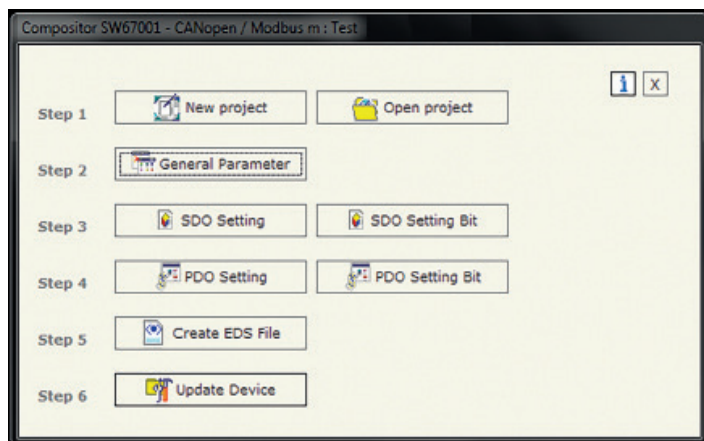 Compositor SW67001 - CANopen / Modbus m : Test
i X
Step 1 New project Open project
Step 2 General Parameter
Step 3 SDO Setting SDO Setting Bit
Step 4 PDO Setting PDO Setting Bit
Step 5 Create EDS File
Step 6 Update Device